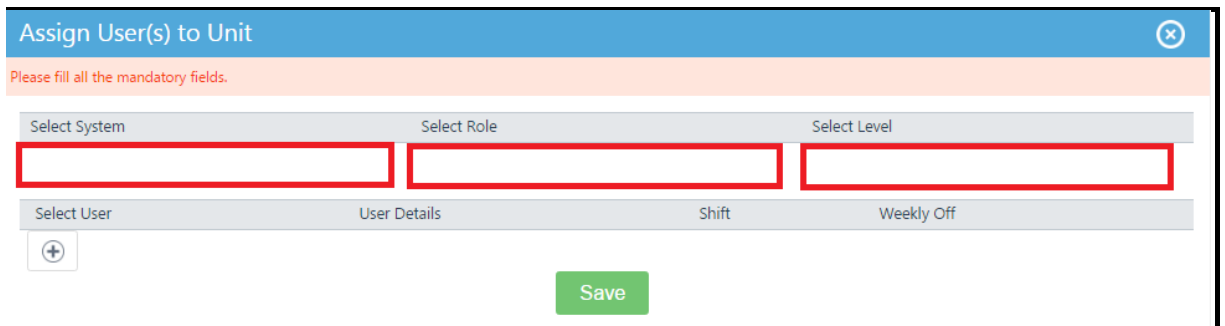 Assign User(s) to Unit
Please fill all the mandatory fields.
Select System Select Role Select Level
Select User User Details Shift Weekly Off
Save